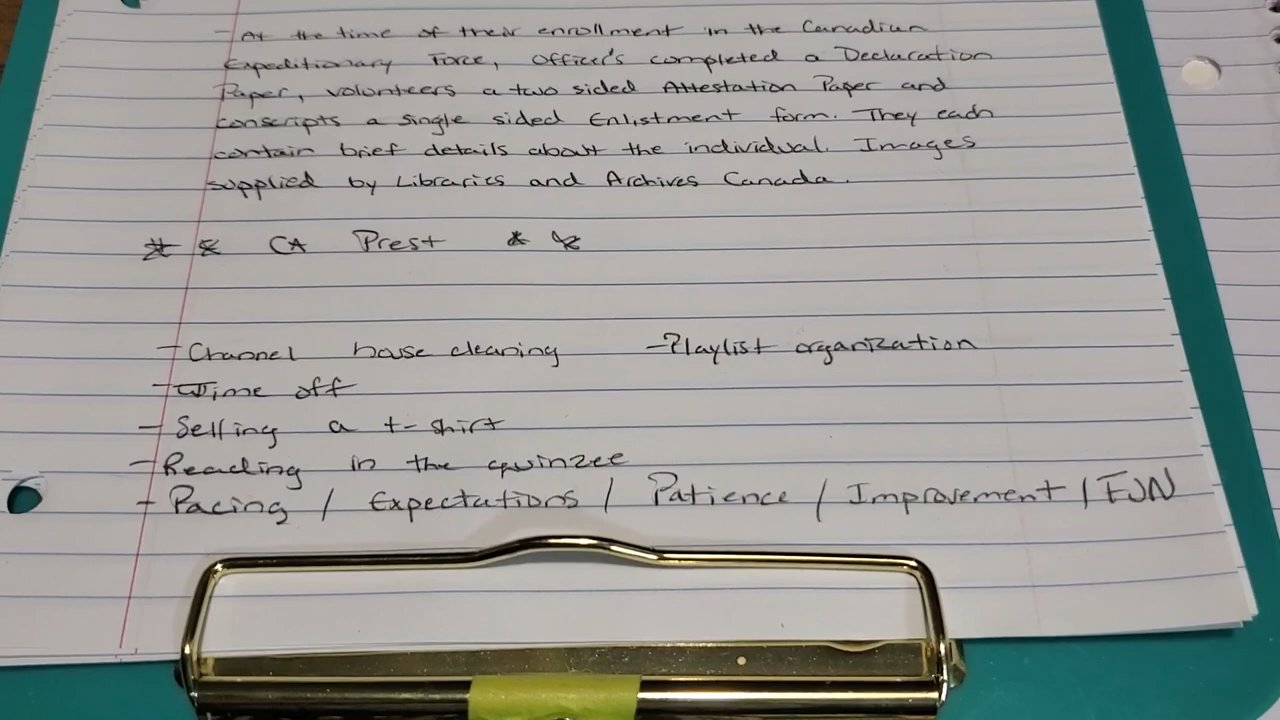 - At the time of their enrollment in the Canadian
Expeditionary Force, Officer's completed a Declaration
Paper, volunteers a two sided Attestation Paper and
conscripts a single sided Enlistment form. They each
contain brief details about the individual. Images
supplied by Libraries and Archives Canada.
* * CA Prest * *
- Channel house cleaning - Playlist organization
- Time off
- Selling a t-shirt
- Reading in the quinzee
- Pacing / Expectations / Patience / Improvement / FUN